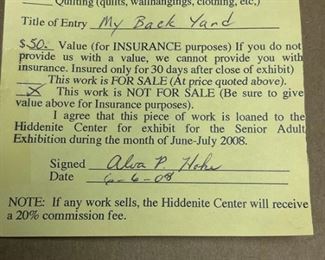 Quilting (quilts, wallhangings, clothing, etc,)
Title of Entry My Back Yard
$50.- Value (for INSURANCE purposes) If you do not
provide us with a value, we cannot provide you with
insurance. Insured only for 30 days after close of exhibit)
This work is FOR SALE (At price quoted above).
X This work is NOT FOR SALE (Be sure to give
value above for Insurance purposes).
I agree that this piece of work is loaned to the
Hiddenite Center for exhibit for the Senior Adult
Exhibition during the month of June-July 2008.
Signed Alva P. Hohe
Date 6-6-08
NOTE: If any work sells, the Hiddenite Center will receive
a 20% commission fee.